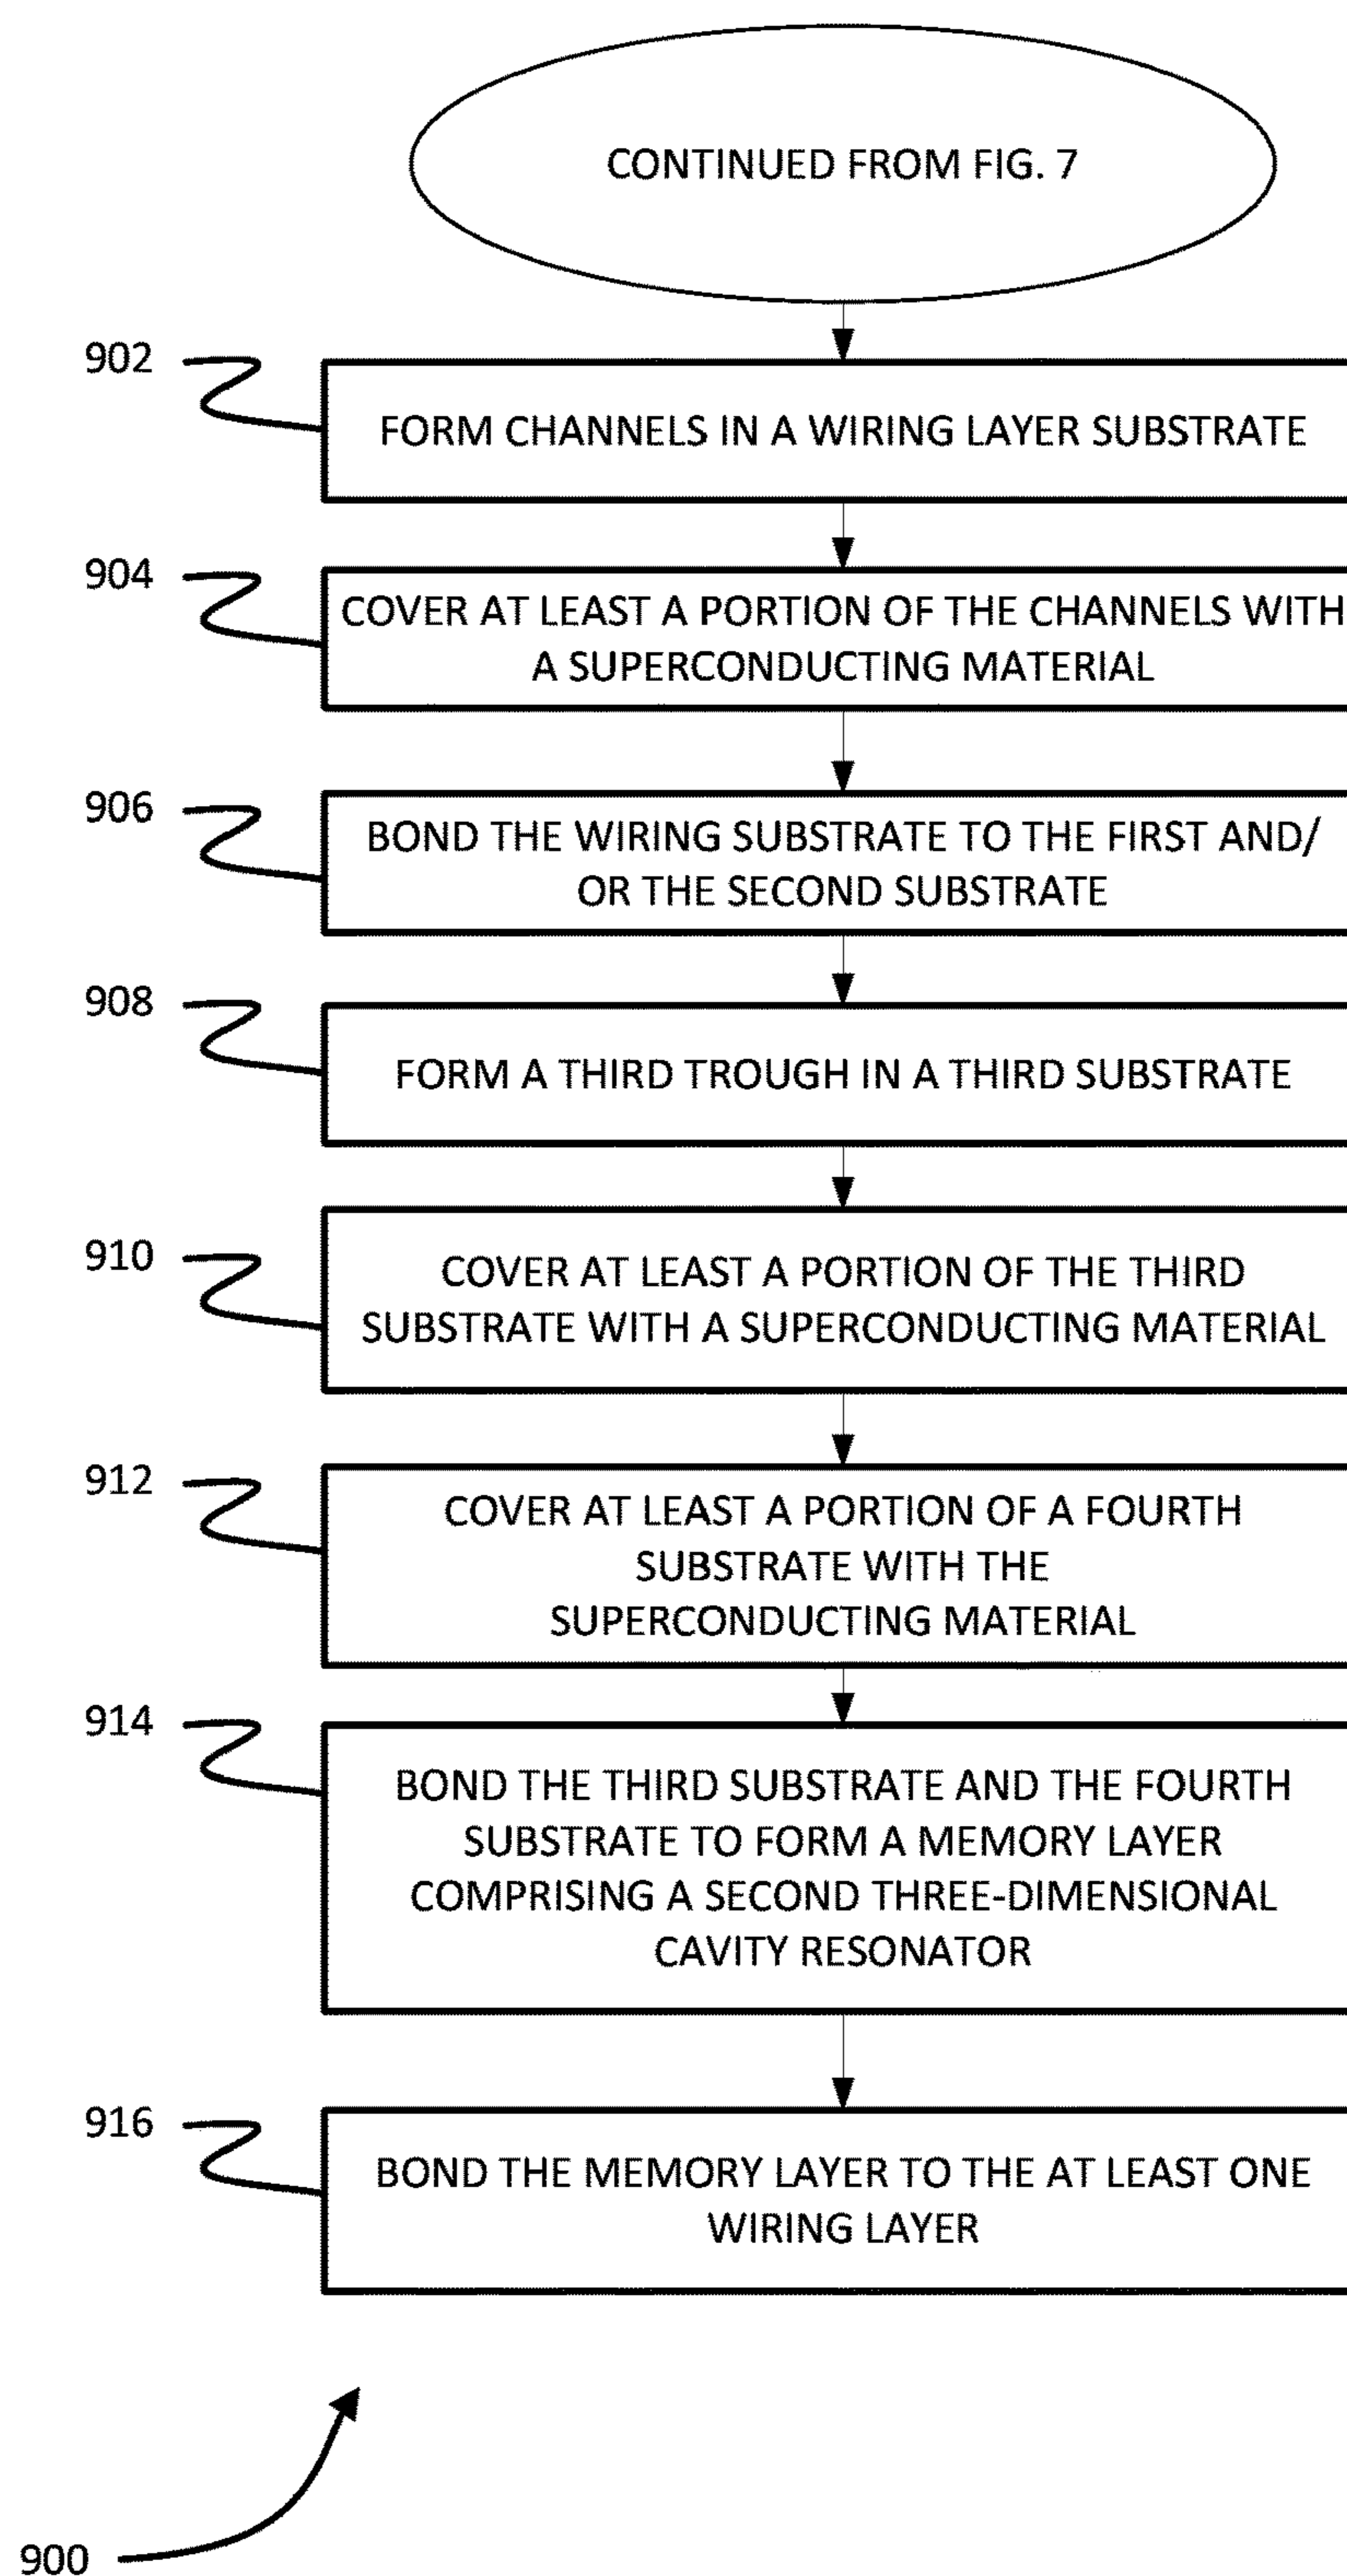 CONTINUED FROM FIG. 7
902
FORM CHANNELS IN A WIRING LAYER SUBSTRATE
904
COVER AT LEAST A PORTION OF THE CHANNELS WITH
A SUPERCONDUCTING MATERIAL
906
BOND THE WIRING SUBSTRATE TO THE FIRST AND/
OR THE SECOND SUBSTRATE
908
FORM A THIRD TROUGH IN A THIRD SUBSTRATE
910
COVER AT LEAST A PORTION OF THE THIRD
SUBSTRATE WITH A SUPERCONDUCTING MATERIAL
912
COVER AT LEAST A PORTION OF A FOURTH
SUBSTRATE WITH THE
SUPERCONDUCTING MATERIAL
914
BOND THE THIRD SUBSTRATE AND THE FOURTH
SUBSTRATE TO FORM A MEMORY LAYER
COMPRISING A SECOND THREE-DIMENSIONAL
CAVITY RESONATOR
916
BOND THE MEMORY LAYER TO THE AT LEAST ONE
WIRING LAYER
900